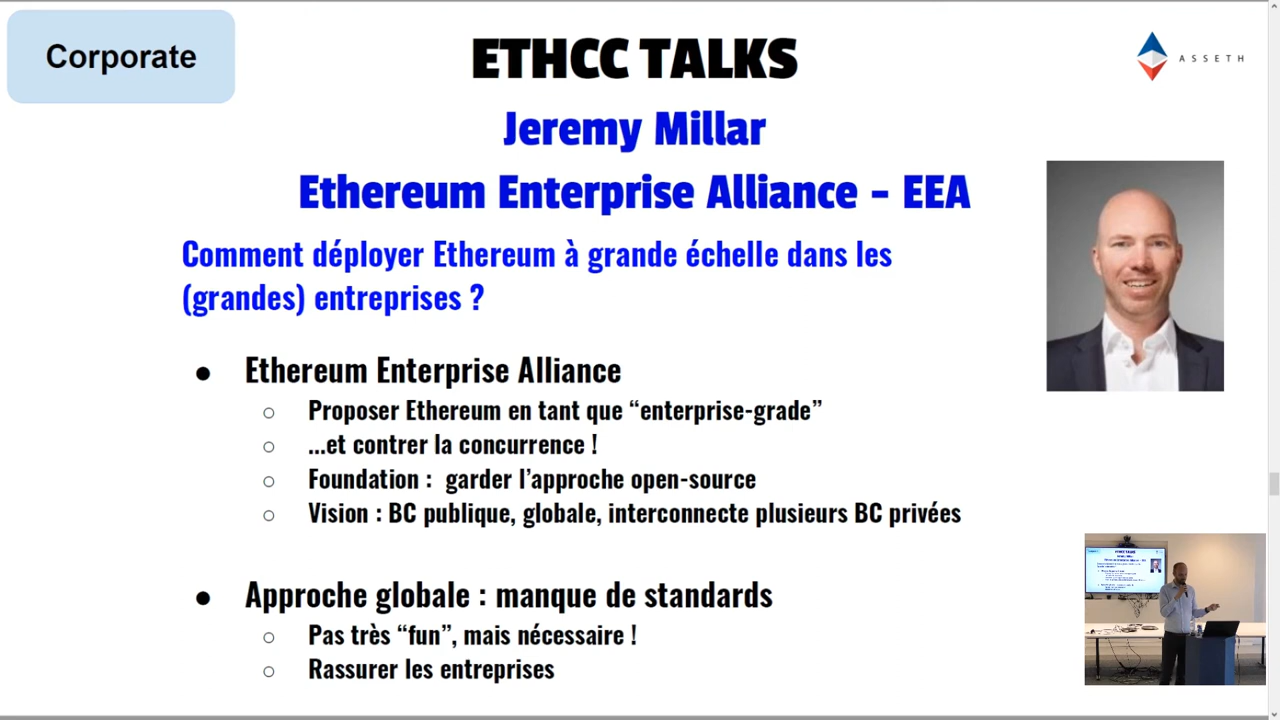 Corporate
ETHCC TALKS
ASSETH
Jeremy Millar
Ethereum Enterprise Alliance - EEA
Comment déployer Ethereum à grande échelle dans les
(grandes) entreprises ?
● Ethereum Enterprise Alliance
○ Proposer Ethereum en tant que “enterprise-grade”
○ ...et contrer la concurrence !
○ Foundation : garder l’approche open-source
○ Vision : BC publique, globale, interconnecte plusieurs BC privées
● Approche globale : manque de standards
○ Pas très “fun”, mais nécessaire !
○ Rassurer les entreprises